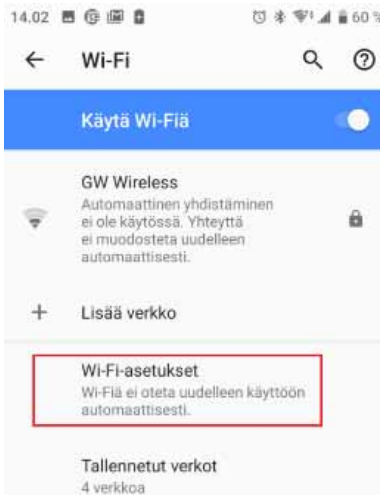 14.02 60 %
Wi-Fi
Käytä Wi-Fiä
GW Wireless
Automaattinen yhdistäminen
ei ole käytössä. Yhteyttä
ei muodosteta uudelleen
automaattisesti.
Lisää verkko
Wi-Fi-asetukset
Wi-Fiä ei oteta uudelleen käyttöön
automaattisesti.
Tallennetut verkot
4 verkkoa